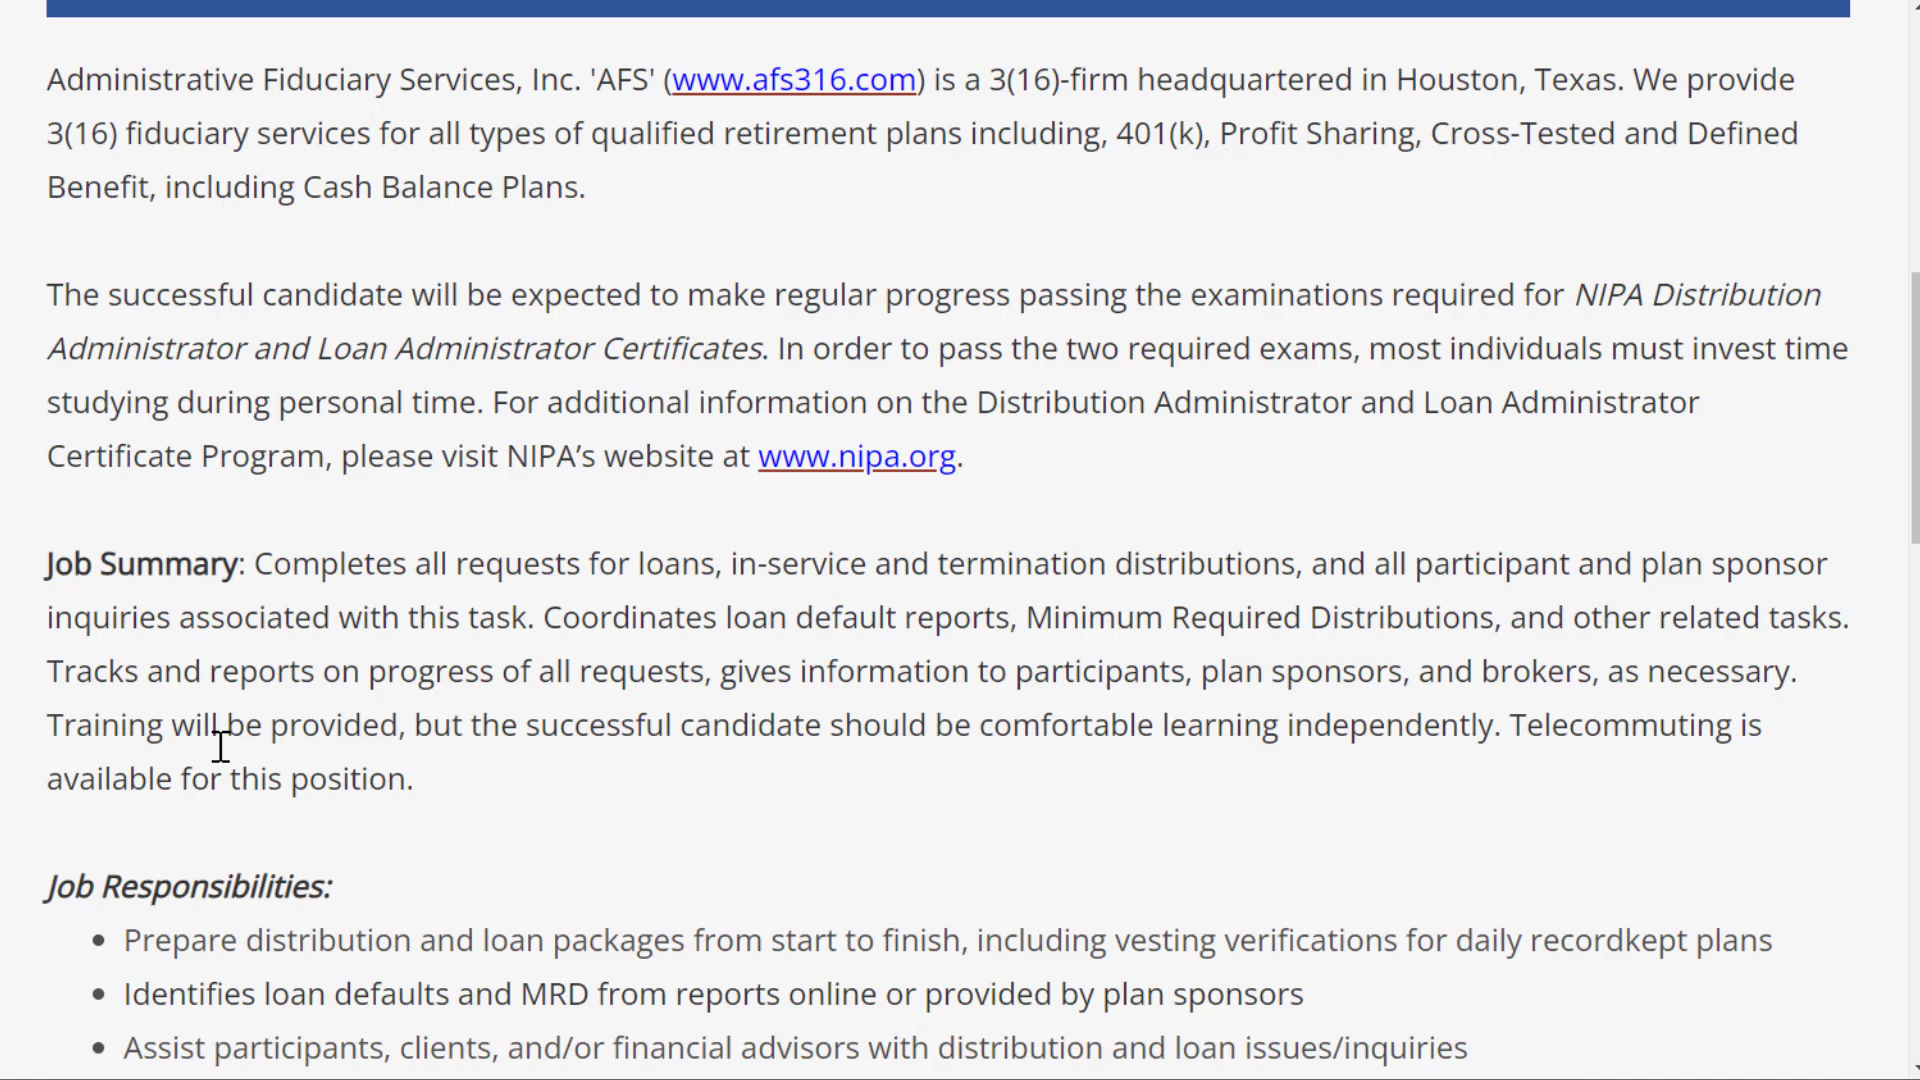 Administrative Fiduciary Services, Inc. 'AFS' (www.afs316.com) is a 3(16)-firm headquartered in Houston, Texas. We provide
3(16) fiduciary services for all types of qualified retirement plans including, 401(k), Profit Sharing, Cross-Tested and Defined
Benefit, including Cash Balance Plans.
The successful candidate will be expected to make regular progress passing the examinations required for NIPA Distribution
Administrator and Loan Administrator Certificates. In order to pass the two required exams, most individuals must invest time
studying during personal time. For additional information on the Distribution Administrator and Loan Administrator
Certificate Program, please visit NIPA’s website at www.nipa.org.
Job Summary: Completes all requests for loans, in-service and termination distributions, and all participant and plan sponsor
inquiries associated with this task. Coordinates loan default reports, Minimum Required Distributions, and other related tasks.
Tracks and reports on progress of all requests, gives information to participants, plan sponsors, and brokers, as necessary.
Training will be provided, but the successful candidate should be comfortable learning independently. Telecommuting is
available for this position.
Job Responsibilities:
• Prepare distribution and loan packages from start to finish, including vesting verifications for daily recordkept plans
• Identifies loan defaults and MRD from reports online or provided by plan sponsors
• Assist participants, clients, and/or financial advisors with distribution and loan issues/inquiries